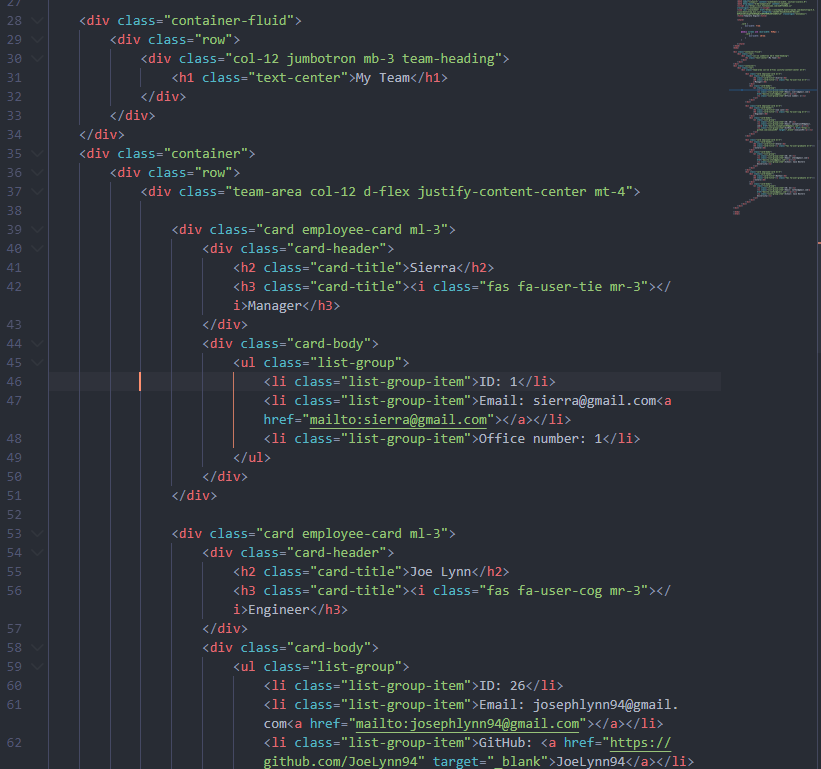 27
28 <div class="container-fluid">
29 <div class="row">
30 <div class="col-12 jumbotron mb-3 team-heading">
31 <h1 class="text-center">My Team</h1>
32 </div>
33 </div>
34 </div>
35 <div class="container">
36 <div class="row">
37 <div class="team-area col-12 d-flex justify-content-center mt-4">
38
39 <div class="card employee-card ml-3">
40 <div class="card-header">
41 <h2 class="card-title">Sierra</h2>
42 <h3 class="card-title"><i class="fas fa-user-tie mr-3"></
i>Manager</h3>
43 </div>
44 <div class="card-body">
45 <ul class="list-group">
46 <li class="list-group-item">ID: 1</li>
47 <li class="list-group-item">Email: sierra@gmail.com<a
href="mailto:sierra@gmail.com"></a></li>
48 <li class="list-group-item">Office number: 1</li>
49 </ul>
50 </div>
51 </div>
52
53 <div class="card employee-card ml-3">
54 <div class="card-header">
55 <h2 class="card-title">Joe Lynn</h2>
56 <h3 class="card-title"><i class="fas fa-user-cog mr-3"></
i>Engineer</h3>
57 </div>
58 <div class="card-body">
59 <ul class="list-group">
60 <li class="list-group-item">ID: 26</li>
61 <li class="list-group-item">Email: josephlynn94@gmail.
com<a href="mailto:josephlynn94@gmail.com"></a></li>
62 <li class="list-group-item">GitHub: <a href="https://
github.com/JoeLynn94" target="_blank">JoeLynn94</a></li>